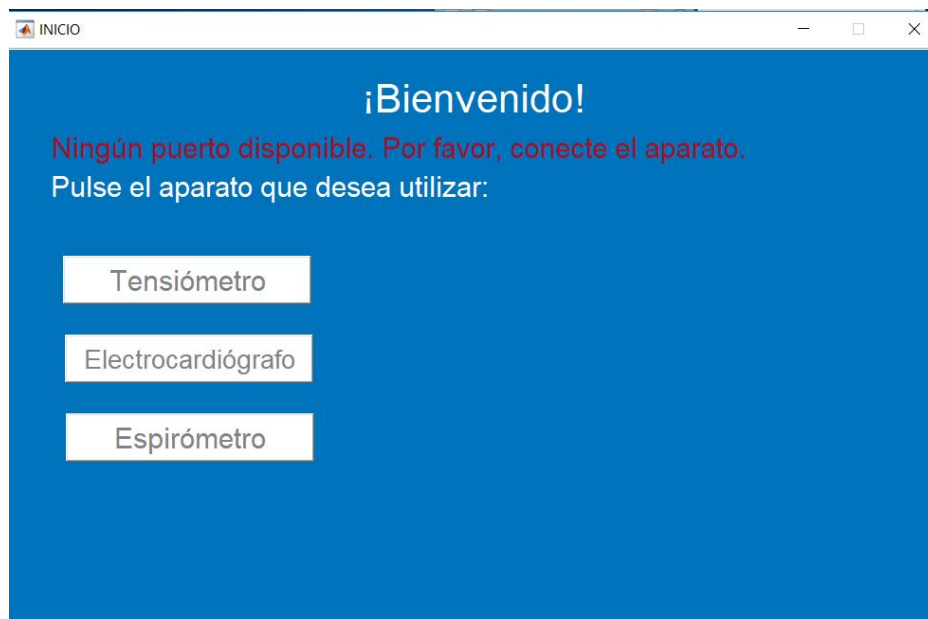 INICIO
¡Bienvenido!
Ningún puerto disponible. Por favor, conecte el aparato.
Pulse el aparato que desea utilizar:
Tensiómetro
Electrocardiógrafo
Espirómetro